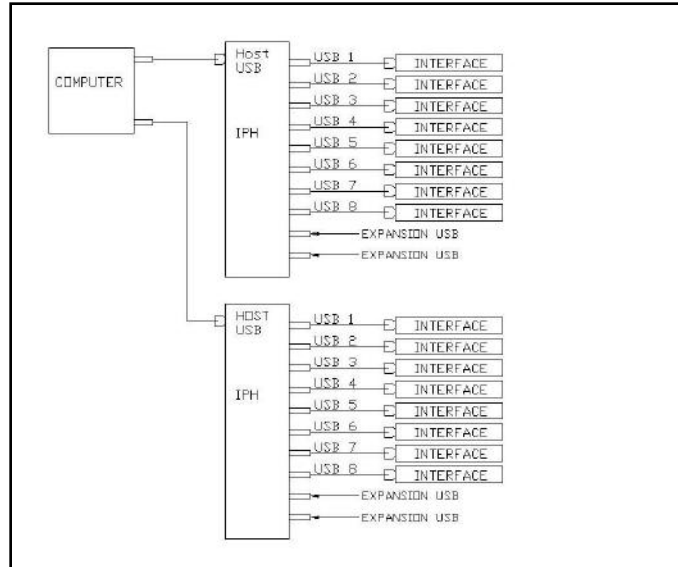 COMPUTER
Host
USB
IPH
USB 1 INTERFACE
USB 2 INTERFACE
USB 3 INTERFACE
USB 4 INTERFACE
USB 5 INTERFACE
USB 6 INTERFACE
USB 7 INTERFACE
USB 8 INTERFACE
EXPANSION USB
EXPANSION USB
HOST
USB
IPH
USB 1 INTERFACE
USB 2 INTERFACE
USB 3 INTERFACE
USB 4 INTERFACE
USB 5 INTERFACE
USB 6 INTERFACE
USB 7 INTERFACE
USB 8 INTERFACE
EXPANSION USB
EXPANSION USB